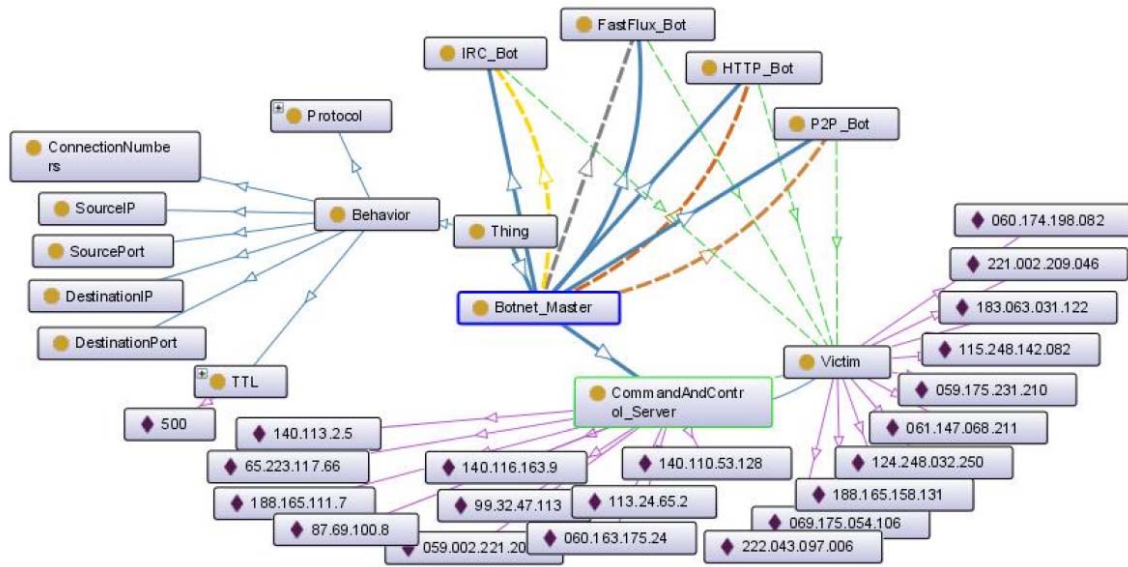 FastFlux_Bot
IRC_Bot
HTTP_Bot
P2P_Bot
Protocol
ConnectionNumbe
rs
SourceIP
SourcePort
DestinationIP
DestinationPort
TTL
500
Behavior
Thing
Botnet_Master
Victim
CommandAndContr
ol_Server
060.174.198.082
221.002.209.046
183.063.031.122
115.248.142.082
059.175.231.210
061.147.068.211
124.248.032.250
188.165.158.131
069.175.054.106
222.043.097.006
140.113.2.5
65.223.117.66
188.165.111.7
87.69.100.8
140.116.163.9
99.32.47.113
059.002.221.20
140.110.53.128
113.24.65.2
060.163.175.24